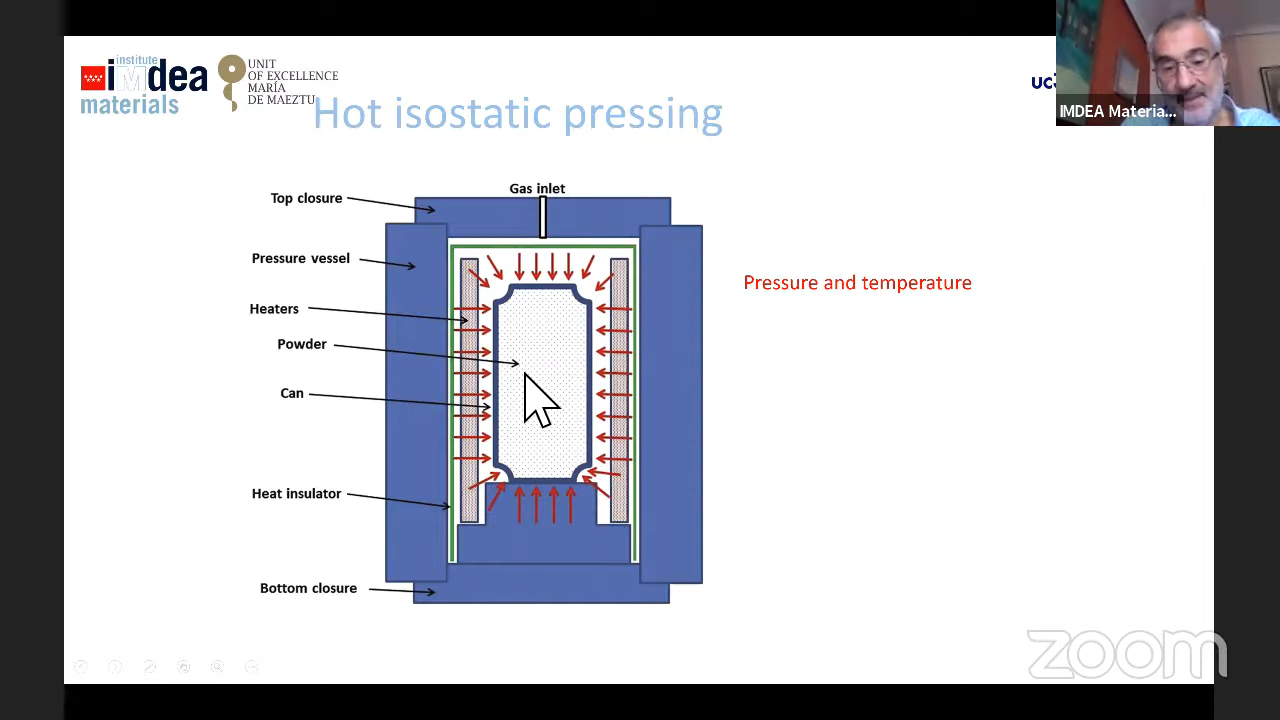 institute
iMdea
materials
UNIT
OF EXCELLENCE
MARÍA
DE MAEZTU
Hot isostatic pressing
IMDEA Materia...
Gas inlet
Top closure
Pressure vessel
Heaters
Powder
Can
Heat insulator
Bottom closure
Pressure and temperature
zoom